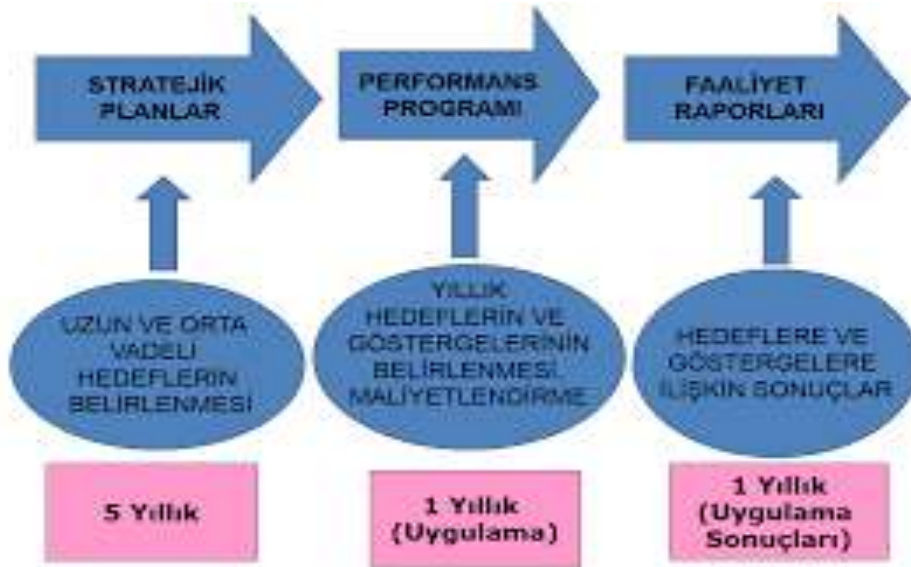 STRATEJİK
PLANLAR
PERFORMANS
PROGRAMI
FAALİYET
RAPORLARI
UZUN VE ORTA
VADELİ
HEDEFLERİN
BELİRLENMESİ
YILLIK
HEDEFLERİN VE
GÖSTERGELERİNİN
BELİRLENMESİ
MALİYETLENDİRME
HEDEFLERE VE
GÖSTERGELERE
İLİŞKİN SONUÇLAR
5 Yıllık
1 Yıllık
(Uygulama)
1 Yıllık
(Uygulama
Sonuçları)